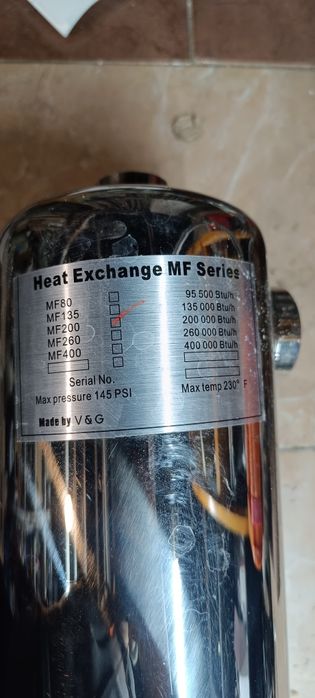 Heat Exchange MF Series
MF80 95 500 Btu/h
MF135 135 000 Btu/h
MF200 200 000 Btu/h
MF260 260 000 Btu/h
MF400 400 000 Btu/h
Serial No.
Max pressure 145 PSI Max temp 230° F
Made by V&G